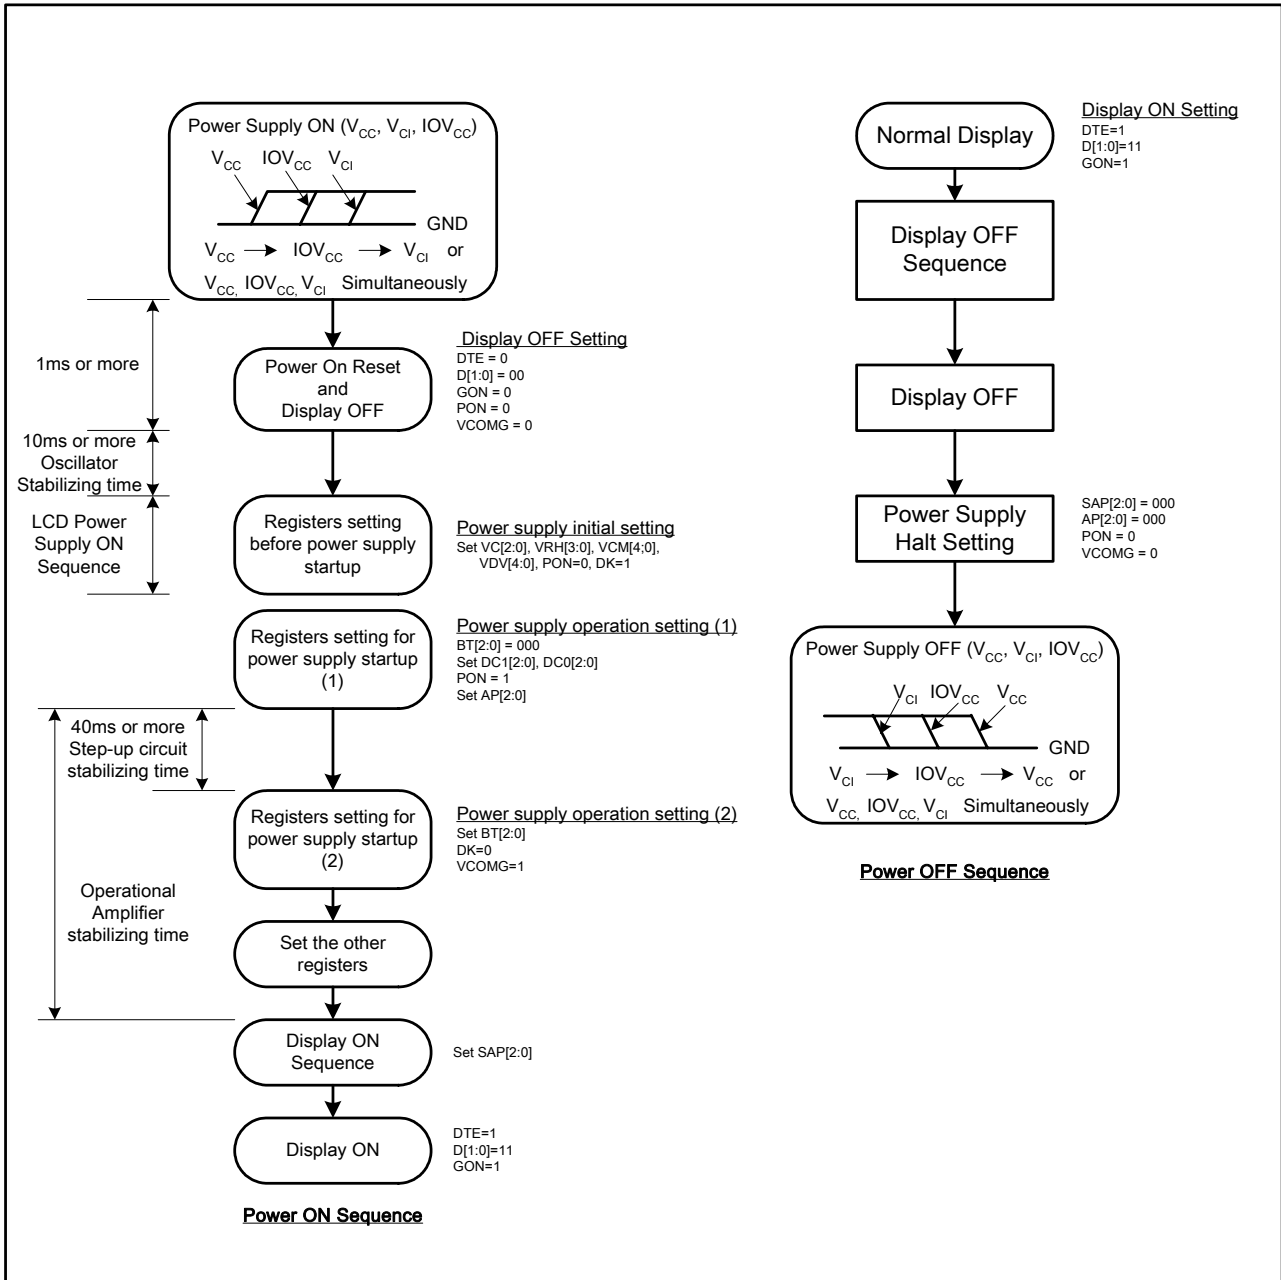 Power Supply ON (VCC, VCI, IOVCC)
VCC IOVCC VCI
GND
VCC IOVCC VCI or
VCC, IOVCC, VCI Simultaneously
1ms or more
Power On Reset
and
Display OFF
Display OFF Setting
DTE = 0
D[1:0] = 00
GON = 0
PON = 0
VCOMG = 0
10ms or more
Oscillator
Stabilizing time
LCD Power
Supply ON
Sequence
Registers setting
before power supply
startup
Power supply initial setting
Set VC[2:0], VRH[3:0], VCM[4;0],
VDV[4:0], PON=0, DK=1
Registers setting for
power supply startup
(1)
Power supply operation setting (1)
BT[2:0] = 000
Set DC1[2:0], DC0[2:0]
PON = 1
Set AP[2:0]
40ms or more
Step-up circuit
stabilizing time
Registers setting for
power supply startup
(2)
Power supply operation setting (2)
Set BT[2:0]
DK=0
VCOMG=1
Operational
Amplifier
stabilizing time
Set the other
registers
Display ON
Sequence
Set SAP[2:0]
Display ON
DTE=1
D[1:0]=11
GON=1
Power ON Sequence
Normal Display
Display ON Setting
DTE=1
D[1:0]=11
GON=1
Display OFF
Sequence
Display OFF
Power Supply
Halt Setting
SAP[2:0] = 000
AP[2:0] = 000
PON = 0
VCOMG = 0
Power Supply OFF (VCC, VCI, IOVCC)
VCI IOVCC VCC
GND
VCI IOVCC VCC or
VCC, IOVCC, VCI Simultaneously
Power OFF Sequence